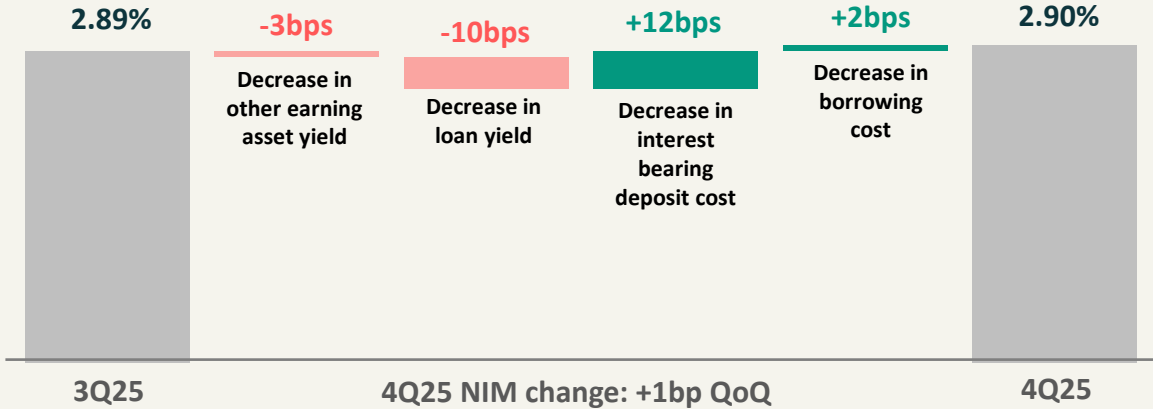 2.89%
-3bps
Decrease in
other earning
asset yield
-10bps
Decrease in
loan yield
+12bps
Decrease in
interest
bearing
deposit cost
+2bps
Decrease in
borrowing
cost
2.90%
3Q25
4Q25 NIM change: +1bp QoQ
4Q25